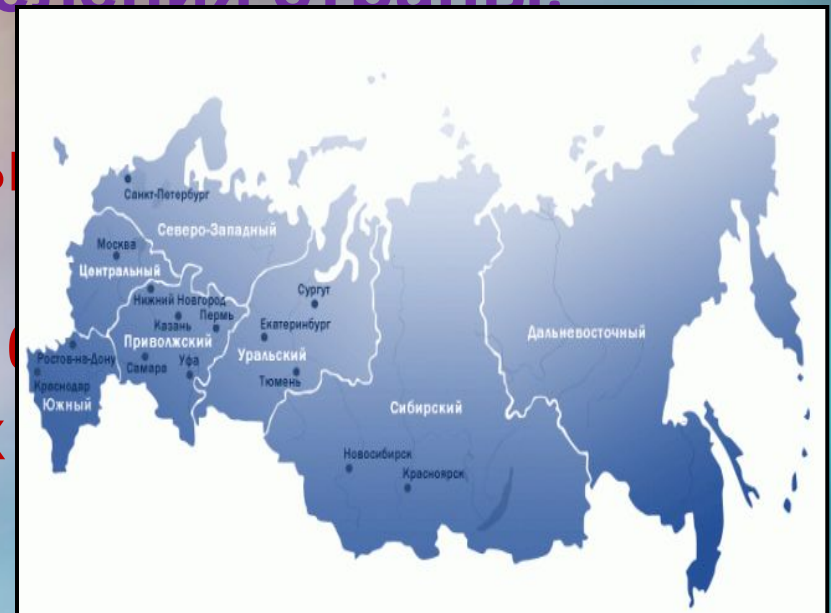 Санкт-Петербург
Северо-Западный
Москва
Центральный
Нижний Новгород
Казань
Пермь
Приволжский
Самара
Уфа
Сургут
Екатеринбург
Уральский
Тюмень
Ростов-на-Дону
Краснодар
Южный
Дальневосточный
Сибирский
Новосибирск
Красноярск